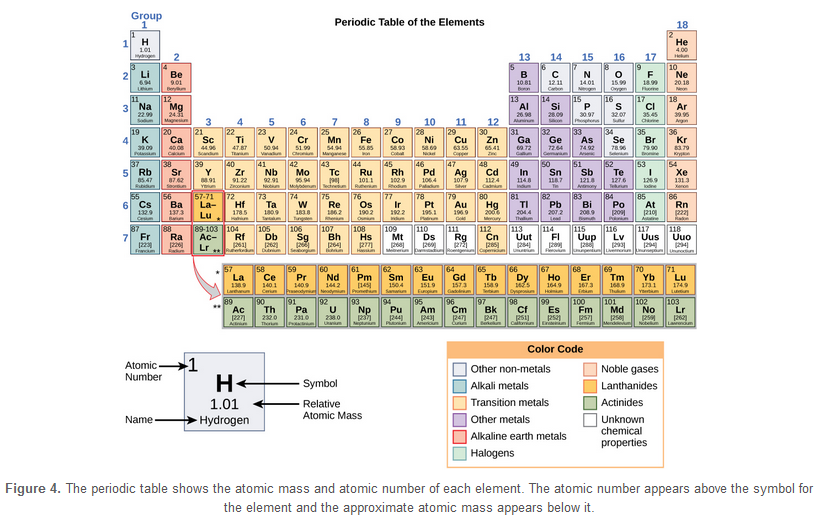 Periodic Table of the Elements
Group
1 18
1 2
1 H He
1.01 4.00
Hydrogen Helium
2 13 14 15 16 17
3 4 5 6 7 8 9 10
2 Li Be B C N O F Ne
6.94 9.01 10.81 12.11 14.01 15.99 18.99 20.18
Lithium Beryllium Boron Carbon Nitrogen Oxygen Fluorine Neon
11 12 13 14 15 16 17 18
3 Na Mg Al Si P S Cl Ar
22.99 24.31 26.98 28.09 30.97 32.07 35.45 39.95
Sodium Magnesium Aluminum Silicon Phosphorus Sulfur Chlorine Argon
3 4 5 6 7 8 9 10 11 12
19 20 21 22 23 24 25 26 27 28 29 30 31 32 33 34 35 36
4 K Ca Sc Ti V Cr Mn Fe Co Ni Cu Zn Ga Ge As Se Br Kr
39.09 40.08 44.96 47.87 50.94 51.99 54.94 55.85 58.93 58.69 63.55 65.41 69.72 72.64 74.92 78.96 79.90 83.79
Potassium Calcium Scandium Titanium Vanadium Chromium Manganese Iron Cobalt Nickel Copper Zinc Gallium Germanium Arsenic Selenium Bromine Krypton
37 38 39 40 41 42 43 44 45 46 47 48 49 50 51 52 53 54
5 Rb Sr Y Zr Nb Mo Tc Ru Rh Pd Ag Cd In Sn Sb Te I Xe
85.47 87.62 88.91 91.22 92.91 95.94 [98] 101.1 102.9 106.4 107.9 112.4 114.8 118.7 121.8 127.6 126.9 131.3
Rubidium Strontium Yttrium Zirconium Niobium Molybdenum Technetium Ruthenium Rhodium Palladium Silver Cadmium Indium Tin Antimony Tellurium Iodine Xenon
55 56 57-71 72 73 74 75 76 77 78 79 80 81 82 83 84 85 86
6 Cs Ba La– Lu * Hf Ta W Re Os Ir Pt Au Hg Tl Pb Bi Po At Rn
132.9 137.3 178.5 180.9 183.8 186.2 190.2 192.2 195.1 196.9 200.6 204.4 207.2 208.9 [209] [210] [222]
Cesium Barium Hafnium Tantalum Tungsten Rhenium Osmium Iridium Platinum Gold Mercury Thallium Lead Bismuth Polonium Astatine Radon
87 88 89-103 104 105 106 107 108 109 110 111 112 113 114 115 116 117 118
7 Fr Ra Ac– Lr ** Rf Db Sg Bh Hs Mt Ds Rg Cn Uut Fl Uup Lv Uus Uuo
[223] [226] [261] [262] [266] [264] [277] [268] [269] [272] [285] [284] [289] [288] [293] [294] [294]
Francium Radium Rutherfordium Dubnium Seaborgium Bohrium Hassium Meitnerium Darmstadtium Roentgenium Copernicium Ununtrium Flerovium Ununpentium Livermorium Ununseptium Ununoctium
57 58 59 60 61 62 63 64 65 66 67 68 69 70 71
* La Ce Pr Nd Pm Sm Eu Gd Tb Dy Ho Er Tm Yb Lu
138.9 140.1 140.9 144.2 [145] 150.4 151.9 157.3 158.9 162.5 164.9 167.3 168.9 173.1 174.9
Lanthanum Cerium Praseodymium Neodymium Promethium Samarium Europium Gadolinium Terbium Dysprosium Holmium Erbium Thulium Ytterbium Lutetium
89 90 91 92 93 94 95 96 97 98 99 100 101 102 103
** Ac Th Pa U Np Pu Am Cm Bk Cf Es Fm Md No Lr
[227] 232.0 231.0 238.0 [237] [244] [243] [247] [247] [251] [252] [257] [258] [259] [262]
Actinium Thorium Protactinium Uranium Neptunium Plutonium Americium Curium Berkelium Californium Einsteinium Fermium Mendelevium Nobelium Lawrencium
Atomic Number
1
H
Symbol
1.01
Relative Atomic Mass
Name
Hydrogen
Color Code
Other non-metals
Alkali metals
Transition metals
Other metals
Alkaline earth metals
Halogens
Noble gases
Lanthanides
Actinides
Unknown
chemical
properties
Figure 4. The periodic table shows the atomic mass and atomic number of each element. The atomic number appears above the symbol for
the element and the approximate atomic mass appears below it.